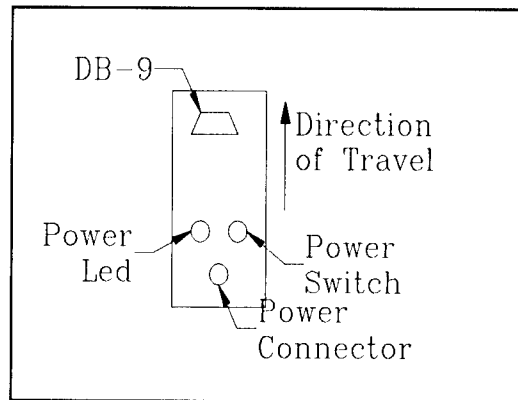 DB-9
Direction
of Travel
Power
Led
Power
Switch
Power
Connector